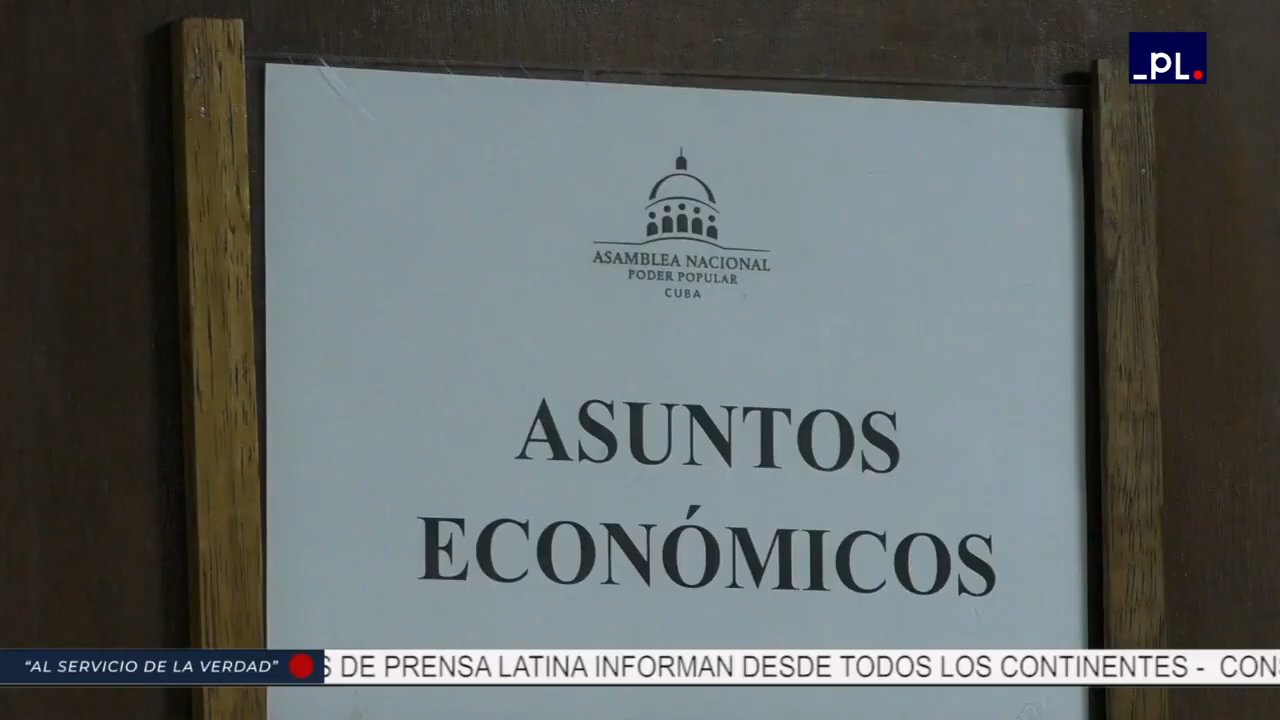 _PL.
ASAMBLEA NACIONAL
PODER POPULAR
CUBA
ASUNTOS
ECONÓMICOS
“AL SERVICIO DE LA VERDAD”
DE PRENSA LATINA INFORMAN DESDE TODOS LOS CONTINENTES -